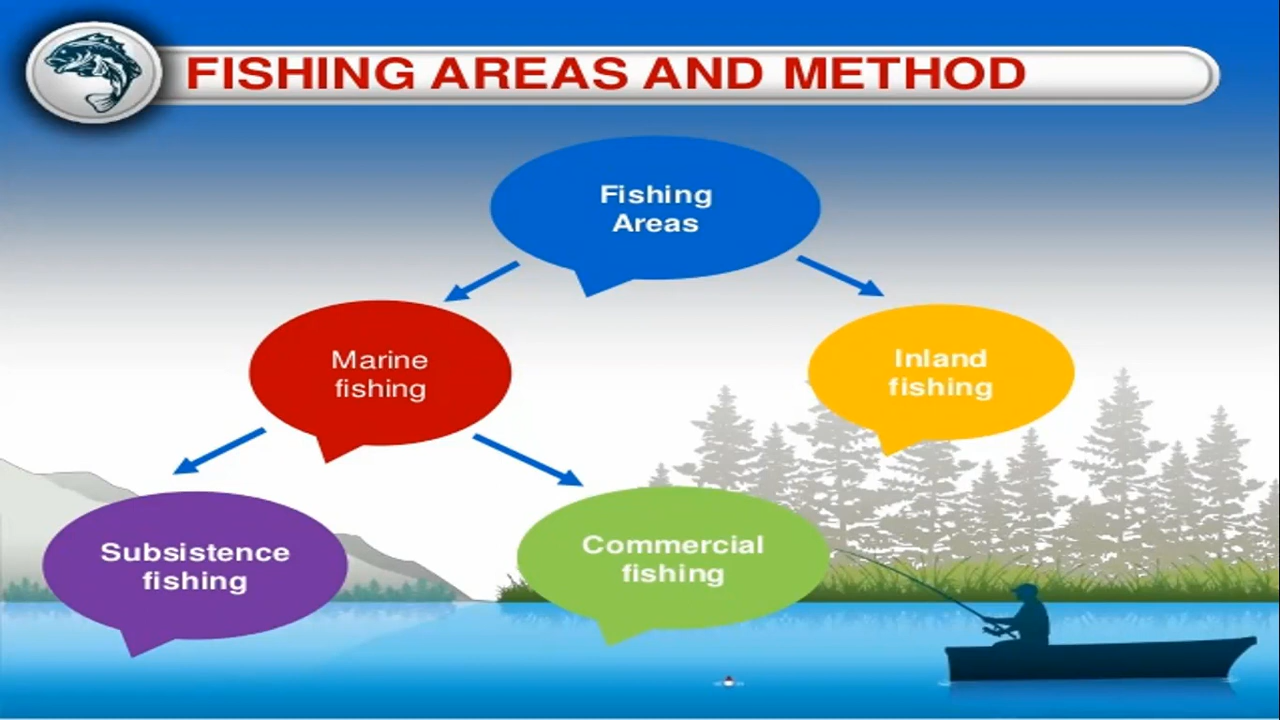 FISHING AREAS AND METHOD
Fishing
Areas
Marine
fishing
Inland
fishing
Subsistence
fishing
Commercial
fishing